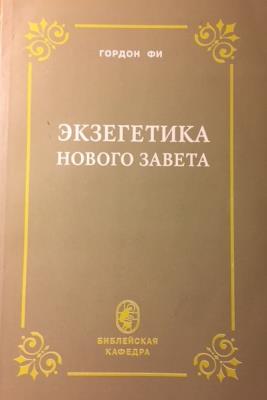 ГОРДОН ФИ
ЭКЗЕГЕТИКА
НОВОГО ЗАВЕТА
БИБЛЕЙСКАЯ
КАФЕДРА